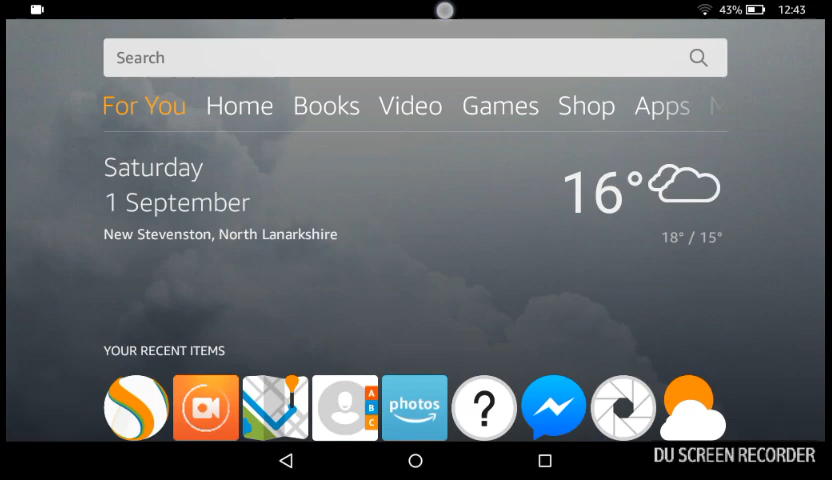 43% 12:43
Search
For You Home Books Video Games Shop Apps
Saturday
1 September
New Stevenston, North Lanarkshire
16°
18° / 15°
YOUR RECENT ITEMS
A
B
C
photos
?
DU SCREEN RECORDER